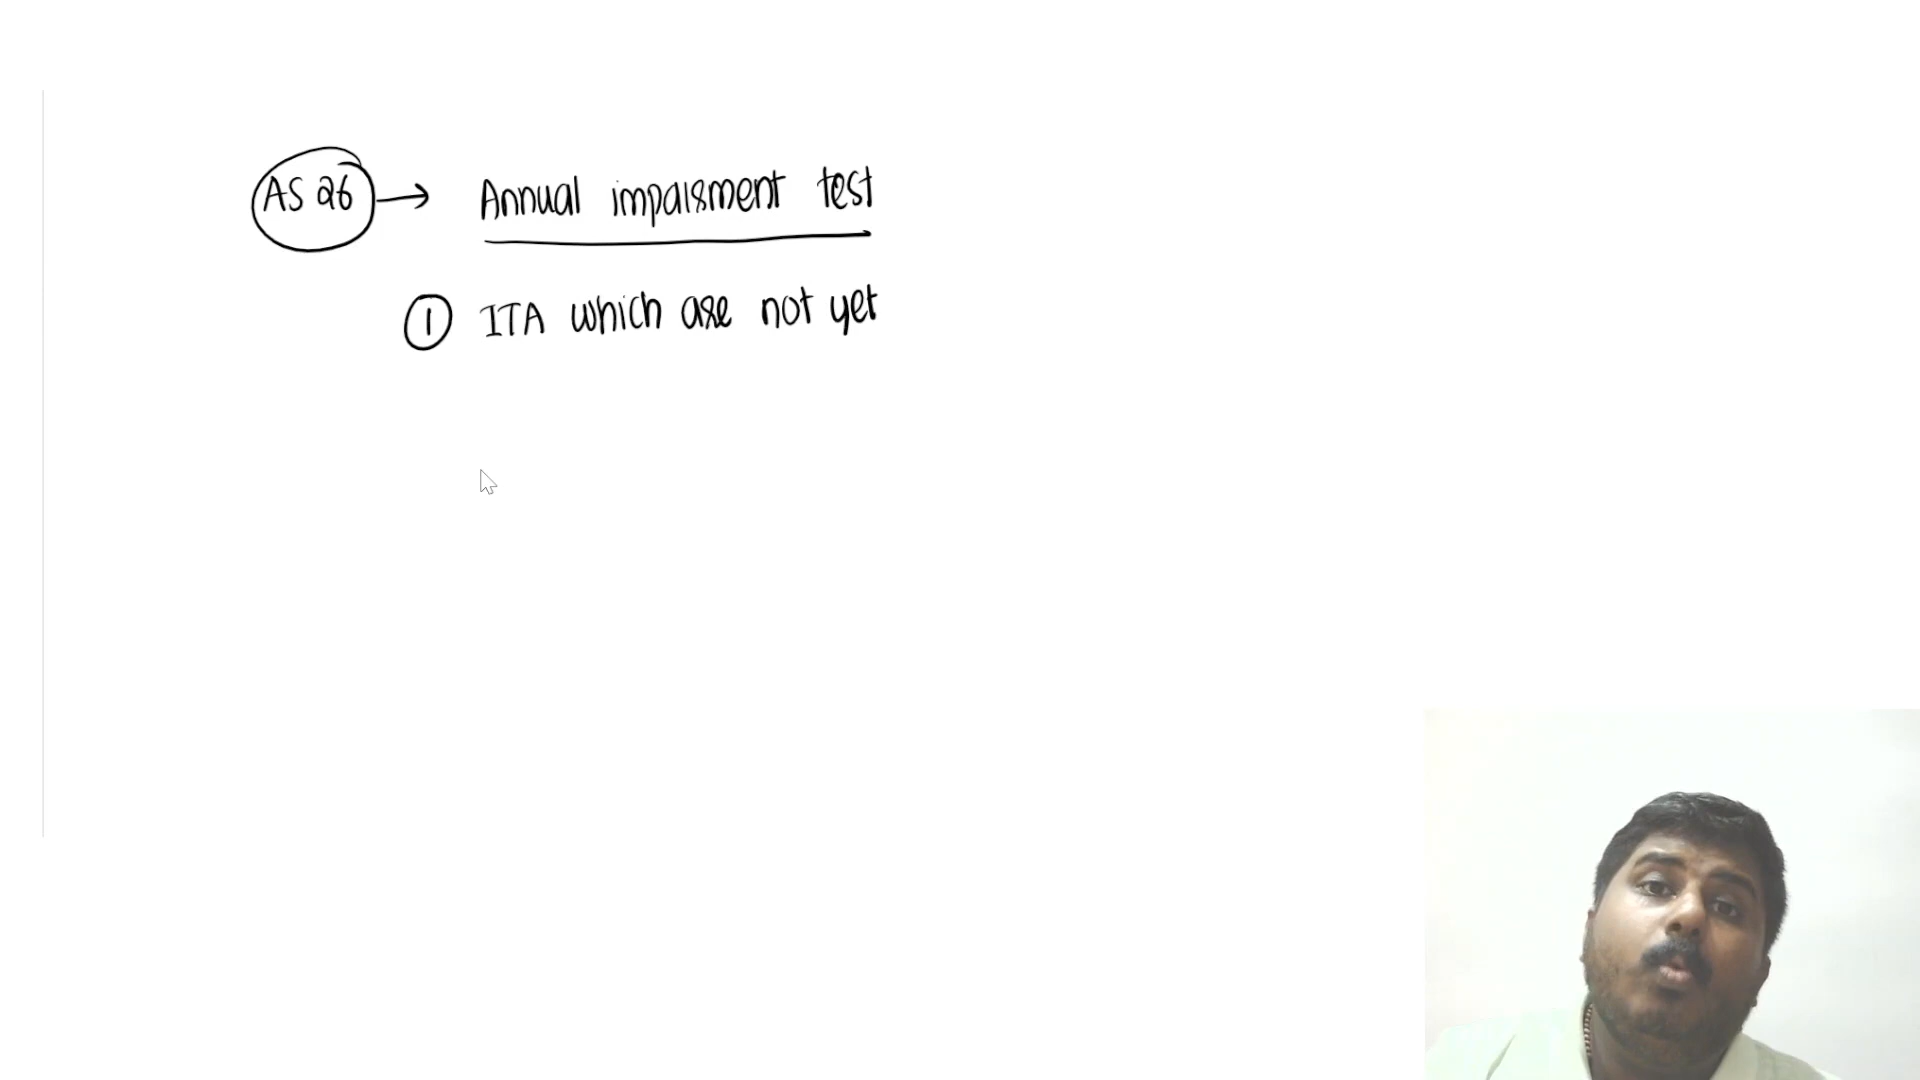 AS 26 → Annual impairment test
① ITA which are not yet